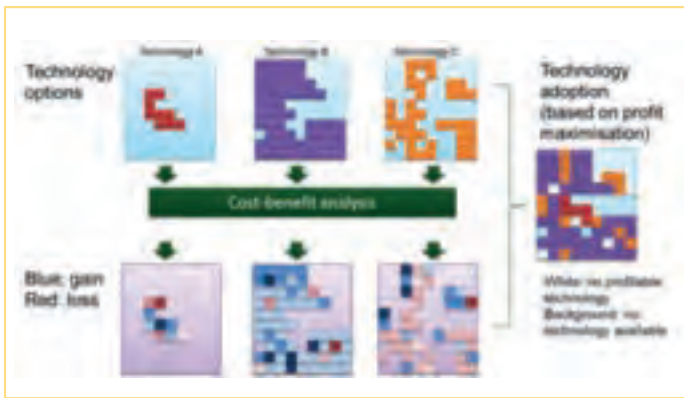 Technology A
Technology B
Technology C
Technology
options
Technology
adoption
(based on profit
maximisation)
Cost-benefit analysis
Blue: gain
Red: loss
White: no profitable
technology
Background: no
technology available